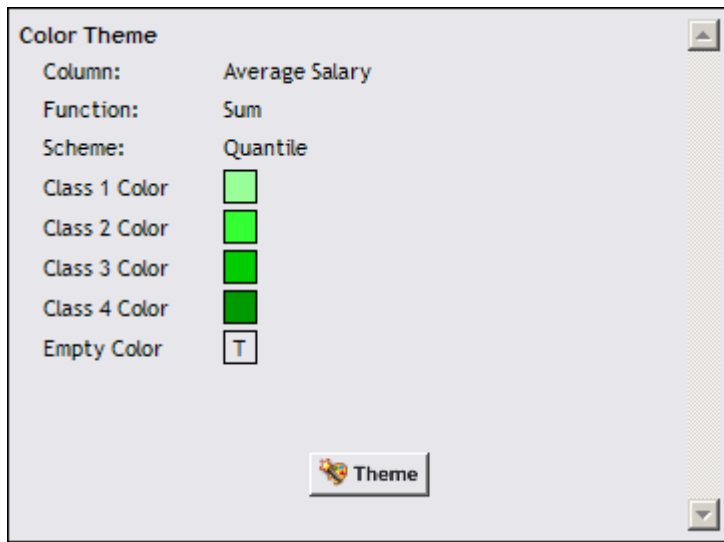 Color Theme
Column: Average Salary
Function: Sum
Scheme: Quantile
Class 1 Color
Class 2 Color
Class 3 Color
Class 4 Color
Empty Color T
Theme